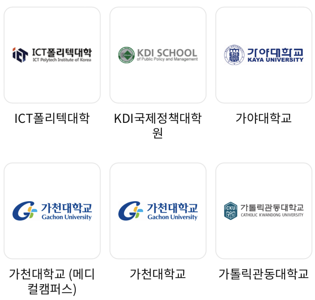 ICT폴리텍대학
ICT Polytech Institute of Korea
KDI SCHOOL
of Public Policy and Management
가야대학교
KAYA UNIVERSITY
ICT폴리텍대학
KDI국제정책대학
원
가야대학교
가천대학교
Gachon University
가천대학교
Gachon University
가톨릭관동대학교
CATHOLIC KWANDONG UNIVERSITY
가천대학교 (메디
컬캠퍼스)
가천대학교
가톨릭관동대학교